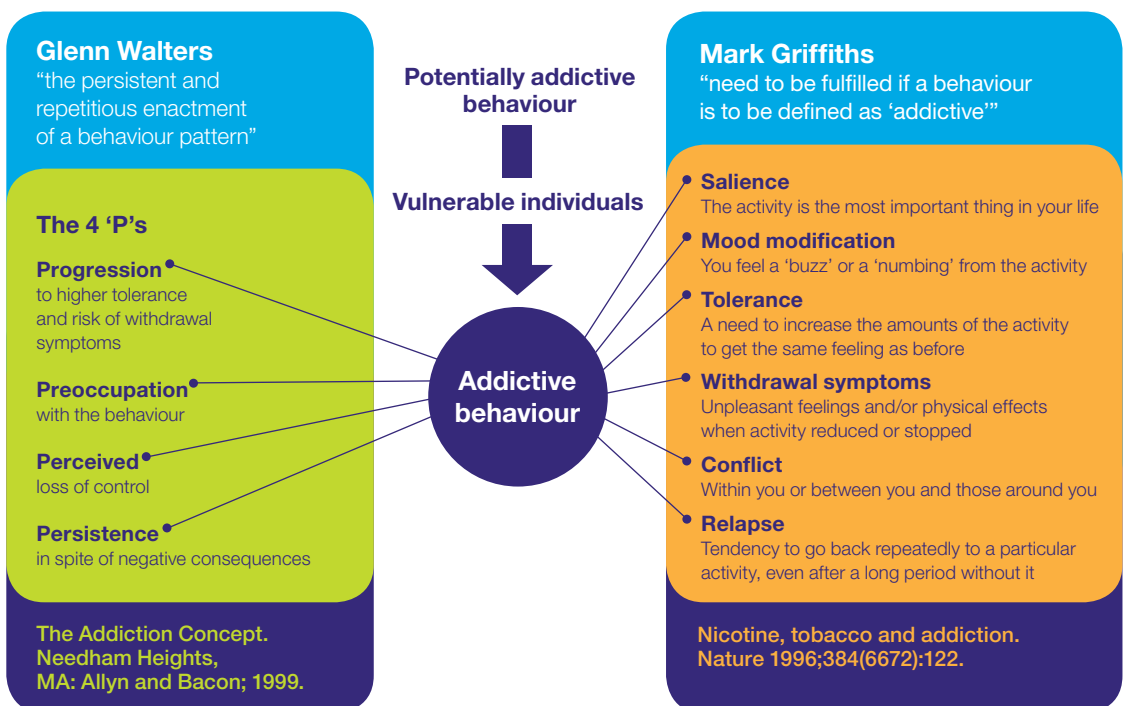 Glenn Walters
“the persistent and
repetitious enactment
of a behaviour pattern”
The 4 ‘P’s
Progression
to higher tolerance
and risk of withdrawal
symptoms
Preoccupation
with the behaviour
Perceived
loss of control
Persistence
in spite of negative consequences
The Addiction Concept.
Needham Heights,
MA: Allyn and Bacon; 1999.
Potentially addictive
behaviour
Vulnerable individuals
Addictive
behaviour
Mark Griffiths
“need to be fulfilled if a behaviour
is to be defined as ‘addictive’”
Salience
The activity is the most important thing in your life
Mood modification
You feel a ‘buzz’ or a ‘numbing’ from the activity
Tolerance
A need to increase the amounts of the activity
to get the same feeling as before
Withdrawal symptoms
Unpleasant feelings and/or physical effects
when activity reduced or stopped
Conflict
Within you or between you and those around you
Relapse
Tendency to go back repeatedly to a particular
activity, even after a long period without it
Nicotine, tobacco and addiction.
Nature 1996;384(6672):122.